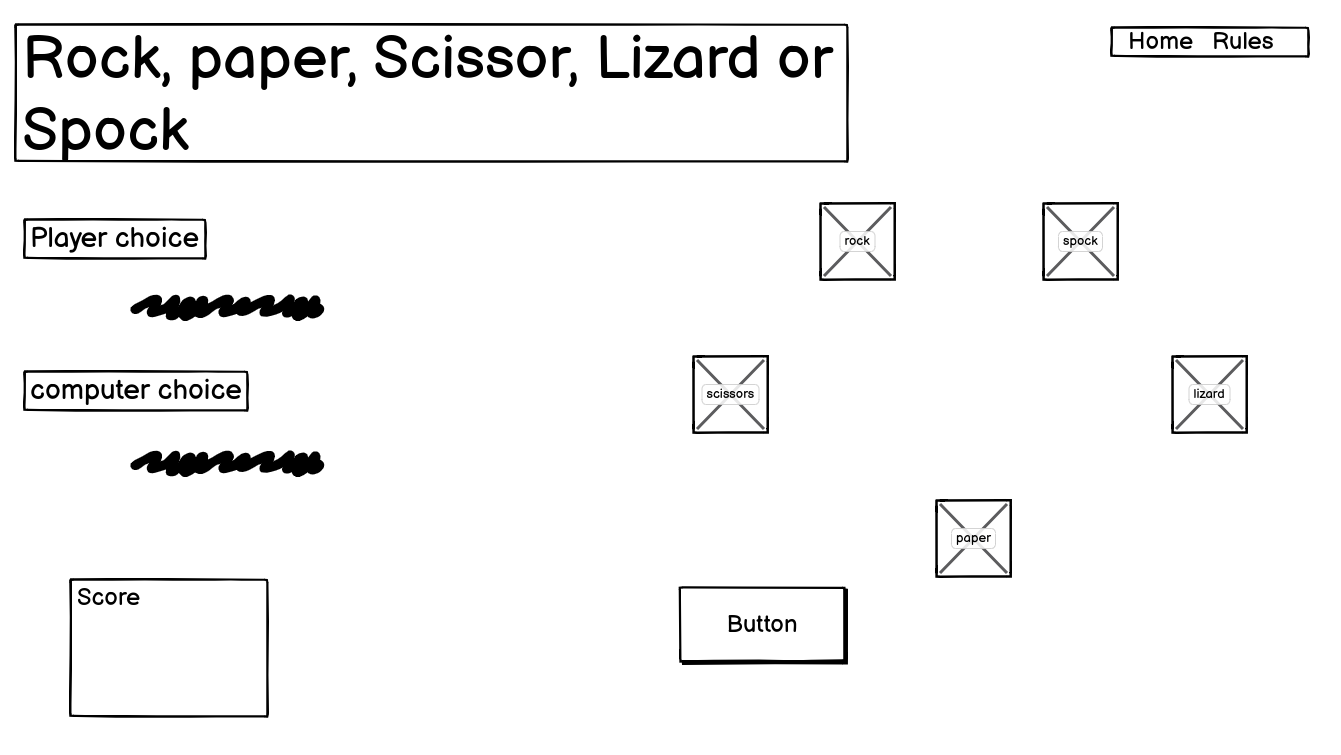 Rock, paper, Scissor, Lizard or
Spock
Home Rules
Player choice
rock
spock
computer choice
scissors
lizard
paper
Score
Button